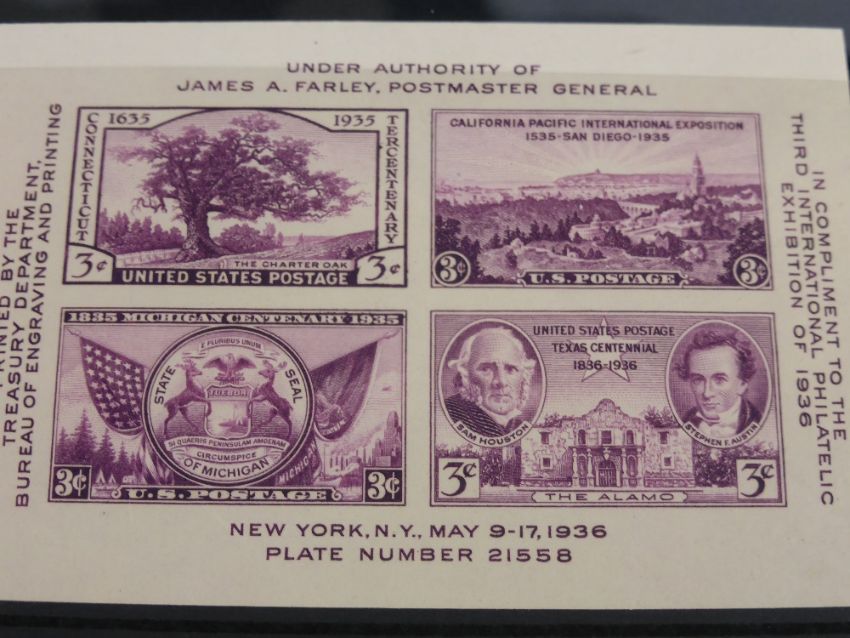 UNDER AUTHORITY OF
JAMES A. FARLEY, POSTMASTER GENERAL
PRINTED BY THE
TREASURY DEPARTMENT,
BUREAU OF ENGRAVING AND PRINTING
1635 1935
CONNECTICUT
TERCENTENARY
THE CHARTER OAK
3¢ 3¢
UNITED STATES POSTAGE
CALIFORNIA PACIFIC INTERNATIONAL EXPOSITION
1535-SAN DIEGO-1935
3¢ U.S. POSTAGE 3¢
1835 MICHIGAN CENTENARY 1935
E PLURIBUS UNUM
STATE SEAL
TUEBOR
SI QUAERIS PENINSULAM AMOENAM
CIRCUMSPICE
OF MICHIGAN
MICHIGAN
3¢ U.S. POSTAGE 3¢
UNITED STATES POSTAGE
TEXAS CENTENNIAL
1836-1936
SAM HOUSTON
STEPHEN F. AUSTIN
3¢ THE ALAMO 3¢
IN COMPLIMENT TO THE
THIRD INTERNATIONAL PHILATELIC
EXHIBITION OF 1936
NEW YORK, N.Y., MAY 9-17, 1936
PLATE NUMBER 21558